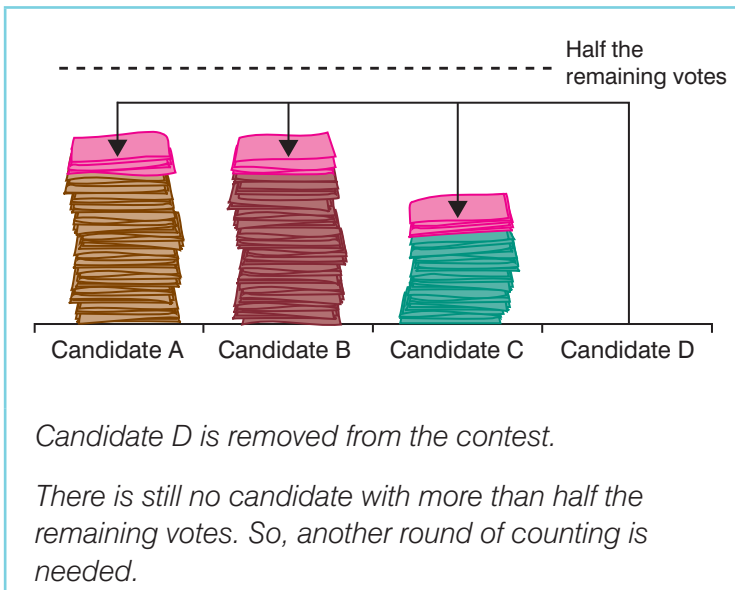 Half the
remaining votes
Candidate A
Candidate B
Candidate C
Candidate D
Candidate D is removed from the contest.
There is still no candidate with more than half the
remaining votes. So, another round of counting is
needed.